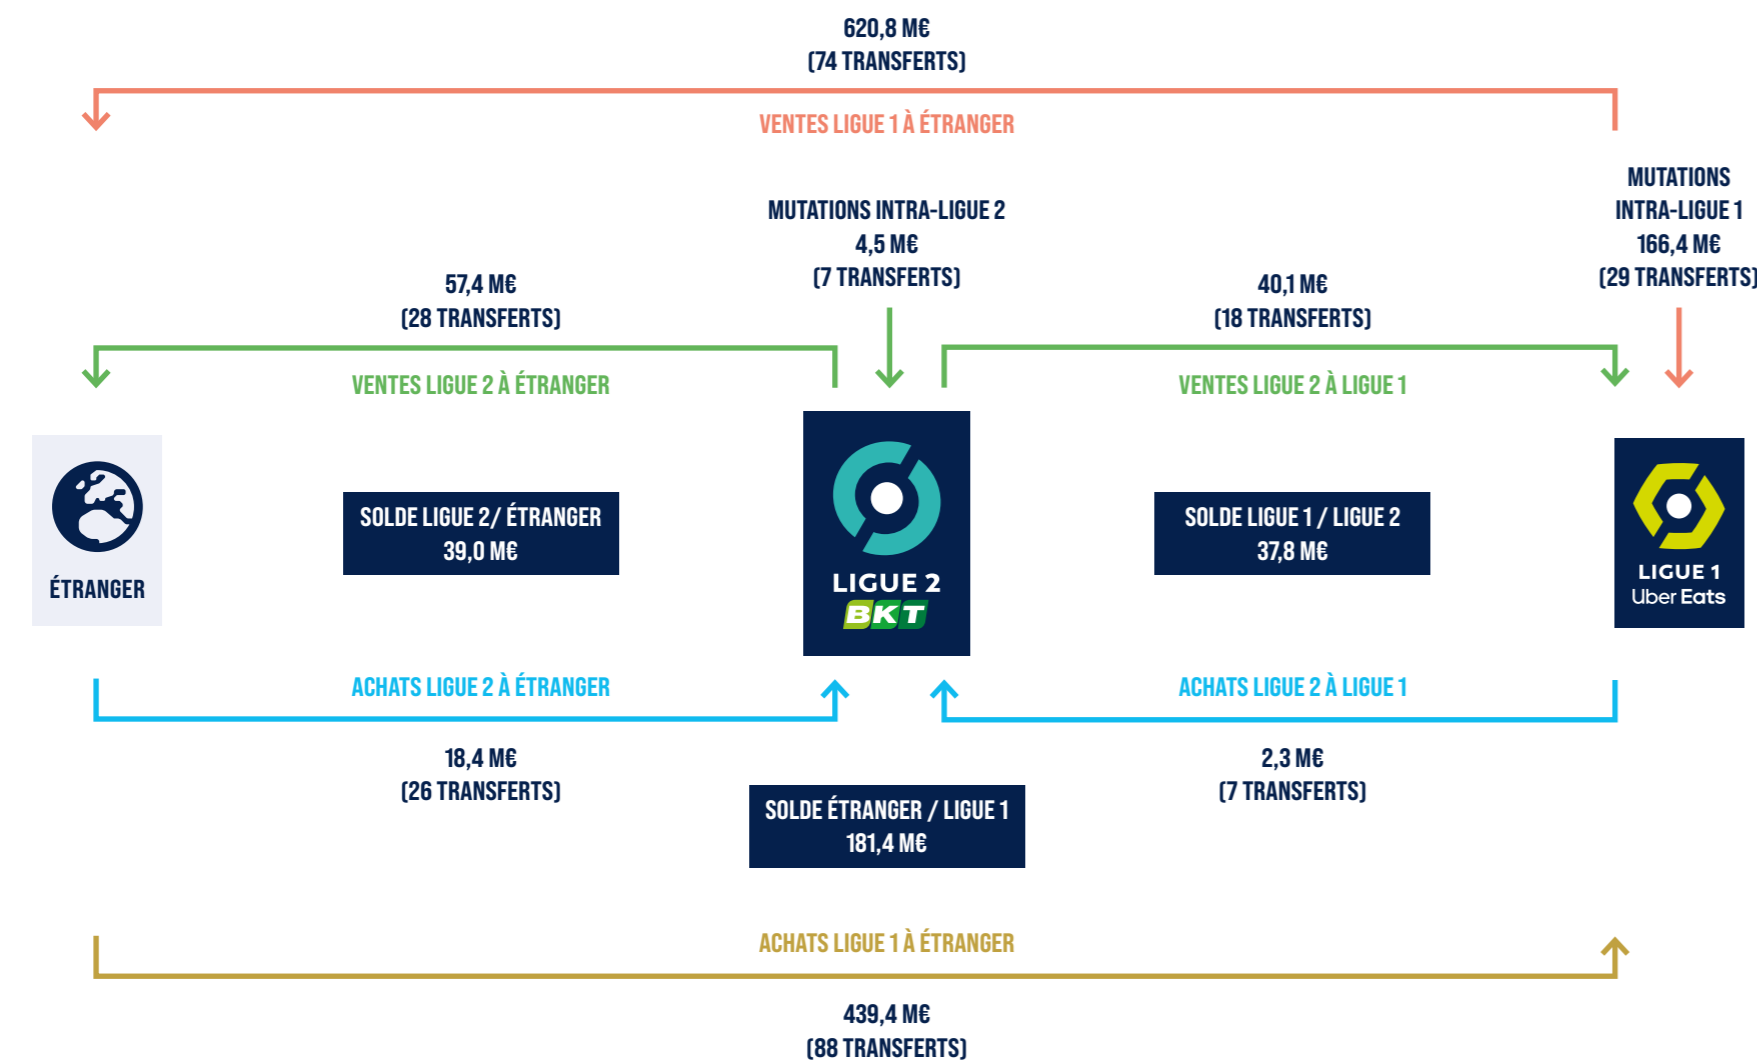 620,8 M€
(74 TRANSFERTS)
VENTES LIGUE 1 À ÉTRANGER
MUTATIONS
INTRA-LIGUE 1
166,4 M€
(29 TRANSFERTS)
MUTATIONS INTRA-LIGUE 2
4,5 M€
(7 TRANSFERTS)
57,4 M€
(28 TRANSFERTS)
40,1 M€
(18 TRANSFERTS)
VENTES LIGUE 2 À ÉTRANGER
VENTES LIGUE 2 À LIGUE 1
ÉTRANGER
SOLDE LIGUE 2/ ÉTRANGER
39,0 M€
LIGUE 2
BKT
SOLDE LIGUE 1 / LIGUE 2
37,8 M€
LIGUE 1
Uber Eats
ACHATS LIGUE 2 À ÉTRANGER
ACHATS LIGUE 2 À LIGUE 1
18,4 M€
(26 TRANSFERTS)
2,3 M€
(7 TRANSFERTS)
SOLDE ÉTRANGER / LIGUE 1
181,4 M€
ACHATS LIGUE 1 À ÉTRANGER
439,4 M€
(88 TRANSFERTS)